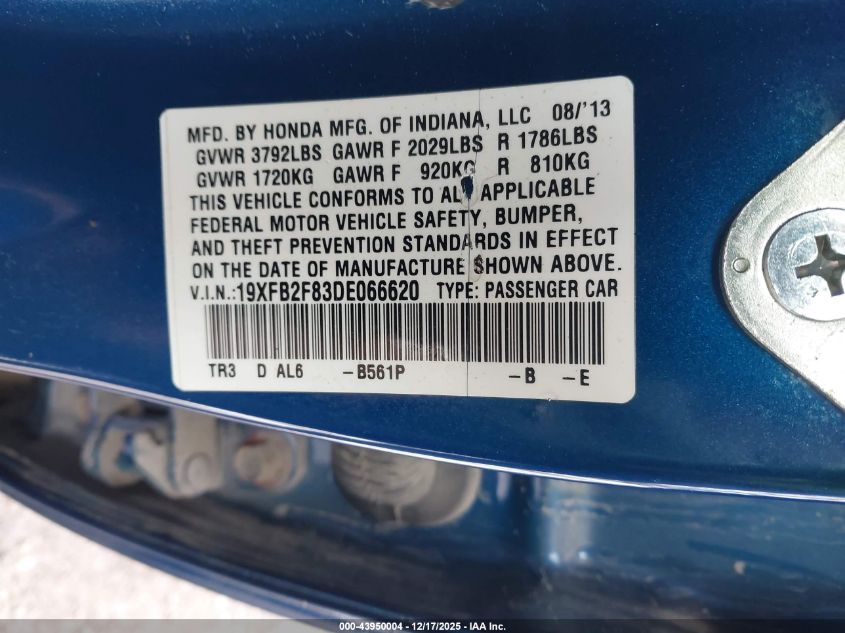 MFD. BY HONDA MFG. OF INDIANA, LLC 08/'13
GVWR 3792LBS GAWR F 2029LBS R 1786LBS
GVWR 1720KG GAWR F 920KG R 810KG
THIS VEHICLE CONFORMS TO ALL APPLICABLE
FEDERAL MOTOR VEHICLE SAFETY, BUMPER,
AND THEFT PREVENTION STANDARDS IN EFFECT
ON THE DATE OF MANUFACTURE SHOWN ABOVE.
V.I.N.:19XFB2F83DE066620 TYPE: PASSENGER CAR
TR3 D AL6 -B561P -B -E
000-43950004 - 12/17/2025 - IAA Inc.